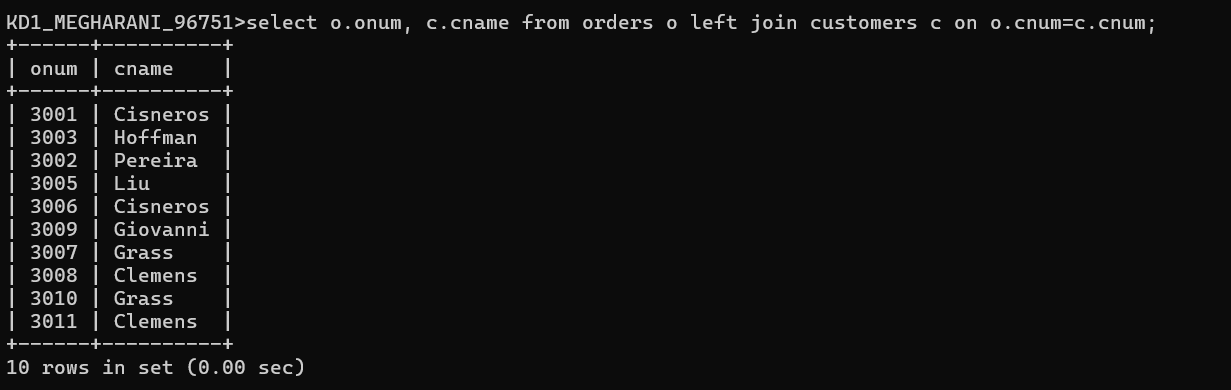 KD1_MEGHARANI_96751>select o.onum, c.cname from orders o left join customers c on o.cnum=c.cnum;
+------+----------+
| onum | cname    |
+------+----------+
| 3001 | Cisneros |
| 3003 | Hoffman  |
| 3002 | Pereira  |
| 3005 | Liu      |
| 3006 | Cisneros |
| 3009 | Giovanni |
| 3007 | Grass    |
| 3008 | Clemens  |
| 3010 | Grass    |
| 3011 | Clemens  |
+------+----------+
10 rows in set (0.00 sec)